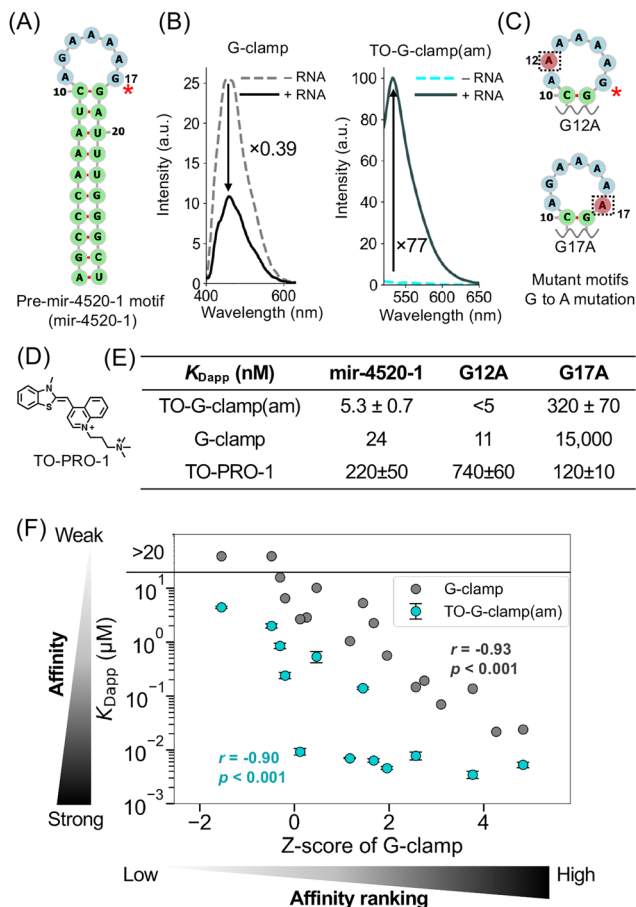 (A)
G A A A A
A G
G 17
10 C G *
U A
A U
A U 20
A U
C G
C G
C G
G C
G C
A U
Pre-mir-4520-1 motif
(mir-4520-1)
(B)
G-clamp
− RNA
+ RNA
×0.39
Intensity (a.u.)
25
20
15
10
5
0
400 500 600
Wavelength (nm)
TO-G-clamp(am)
− RNA
+ RNA
×77
Intensity (a.u.)
100
80
60
40
20
0
550 600 650
Wavelength (nm)
(C)
12 A G *
10 C G
G12A
G A A A A
A A 17
10 C G
G17A
Mutant motifs
G to A mutation
(D)
N
S
N+
N+
TO-PRO-1
(E)
KDapp (nM) mir-4520-1 G12A G17A
TO-G-clamp(am) 5.3 ± 0.7 <5 320 ± 70
G-clamp 24 11 15,000
TO-PRO-1 220±50 740±60 120±10
(F)
Weak
Affinity
Strong
KDapp (μM)
>20
10^1
10^0
10^−1
10^−2
10^−3
G-clamp
TO-G-clamp(am)
r = -0.93
p < 0.001
r = -0.90
p < 0.001
−2 0 2 4
Z-score of G-clamp
Low High
Affinity ranking